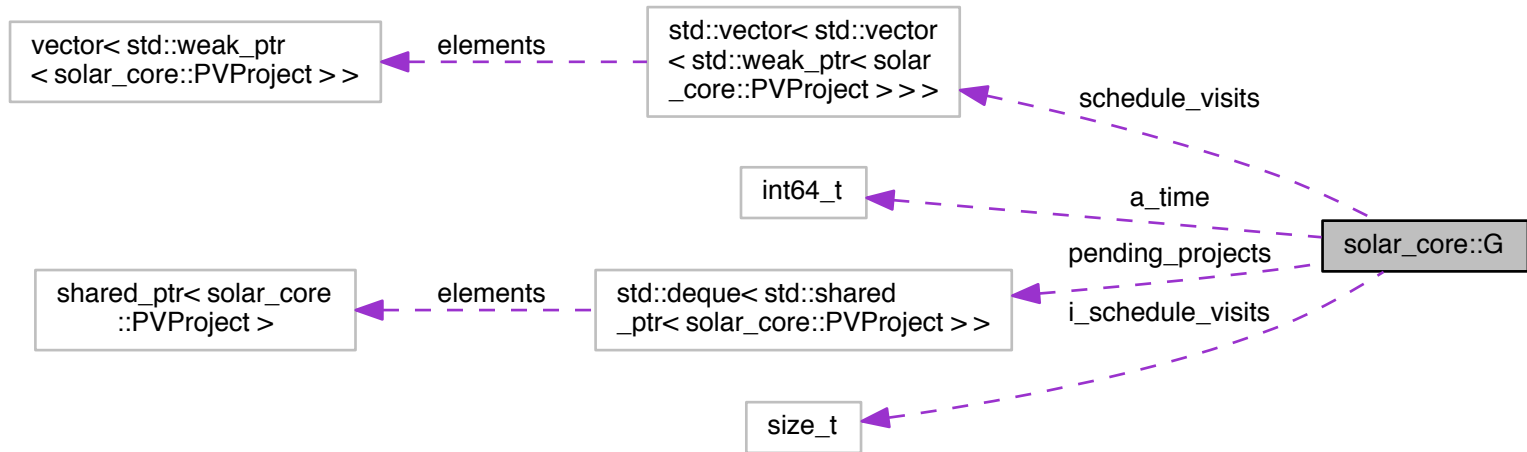 vector< std::weak_ptr
< solar_core::PVProject > >
elements
std::vector< std::vector
< std::weak_ptr< solar
_core::PVProject > > >
schedule_visits
int64_t
a_time
solar_core::G
pending_projects
shared_ptr< solar_core
::PVProject >
elements
std::deque< std::shared
_ptr< solar_core::PVProject > >
i_schedule_visits
size_t